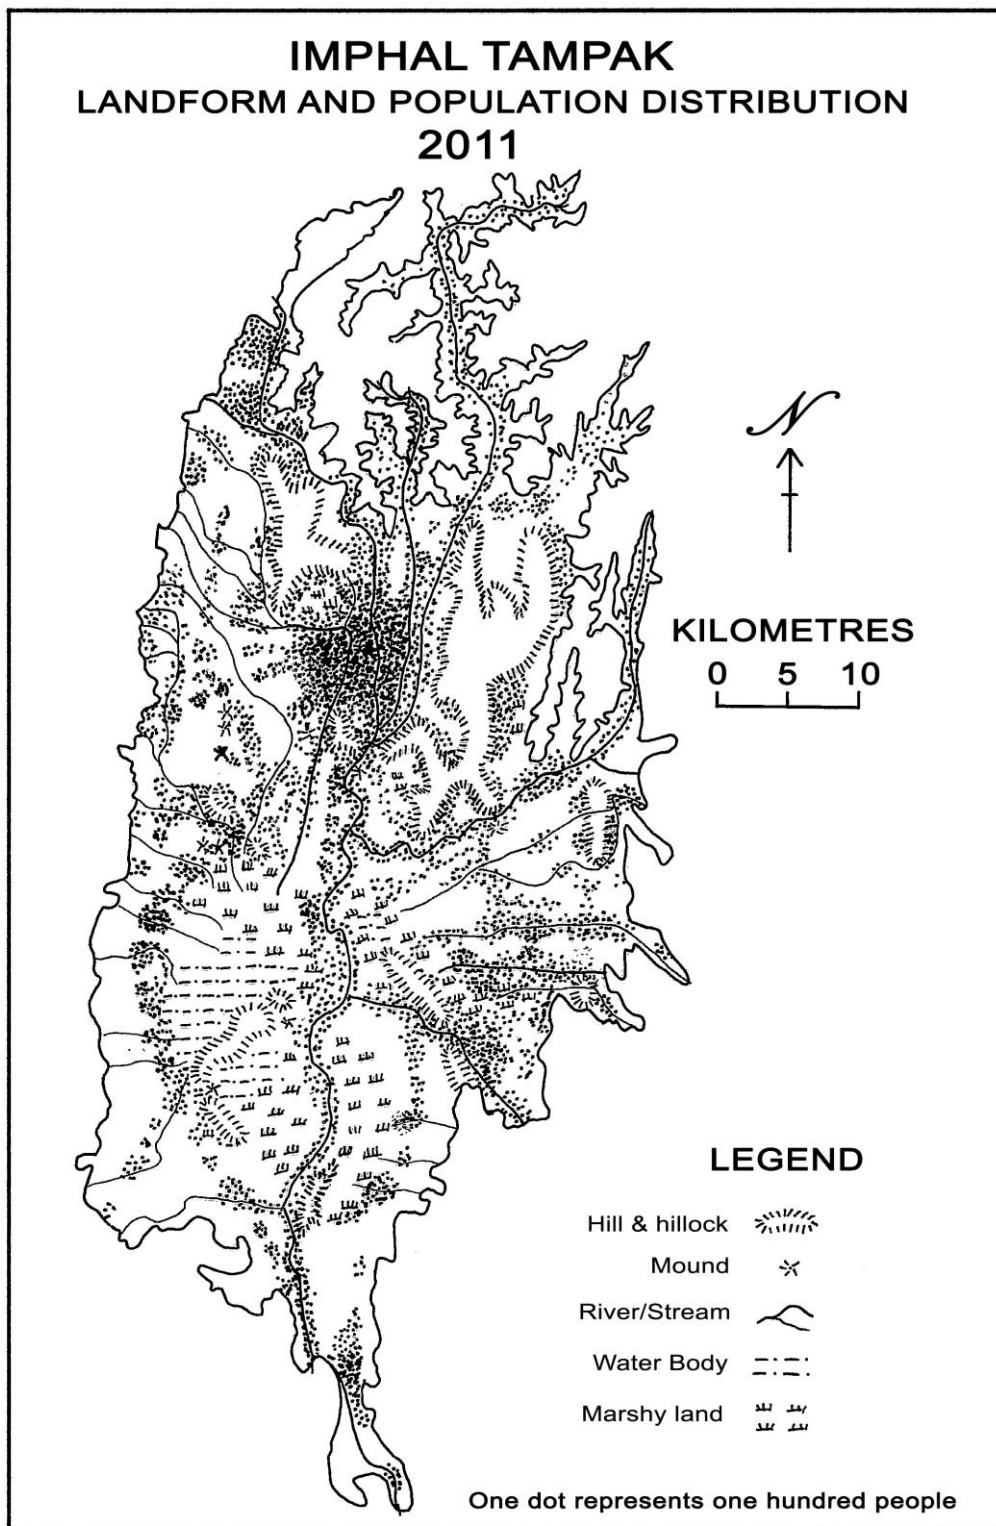 IMPHAL TAMPAK
LANDFORM AND POPULATION DISTRIBUTION
2011
N
KILOMETRES
0 5 10
LEGEND
Hill & hillock
Mound
River/Stream
Water Body
Marshy land
One dot represents one hundred people